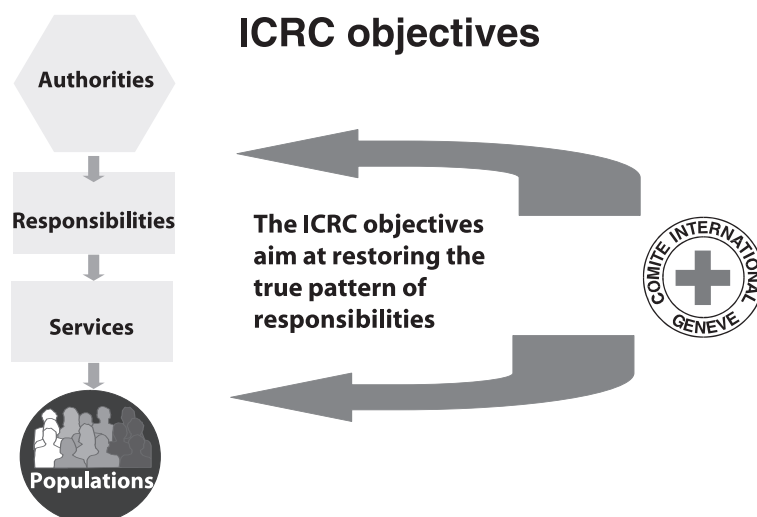 ICRC objectives
Authorities
Responsibilities
Services
Populations
The ICRC objectives
aim at restoring the
true pattern of
responsibilities
COMITE INTERNATIONAL
GENEVE